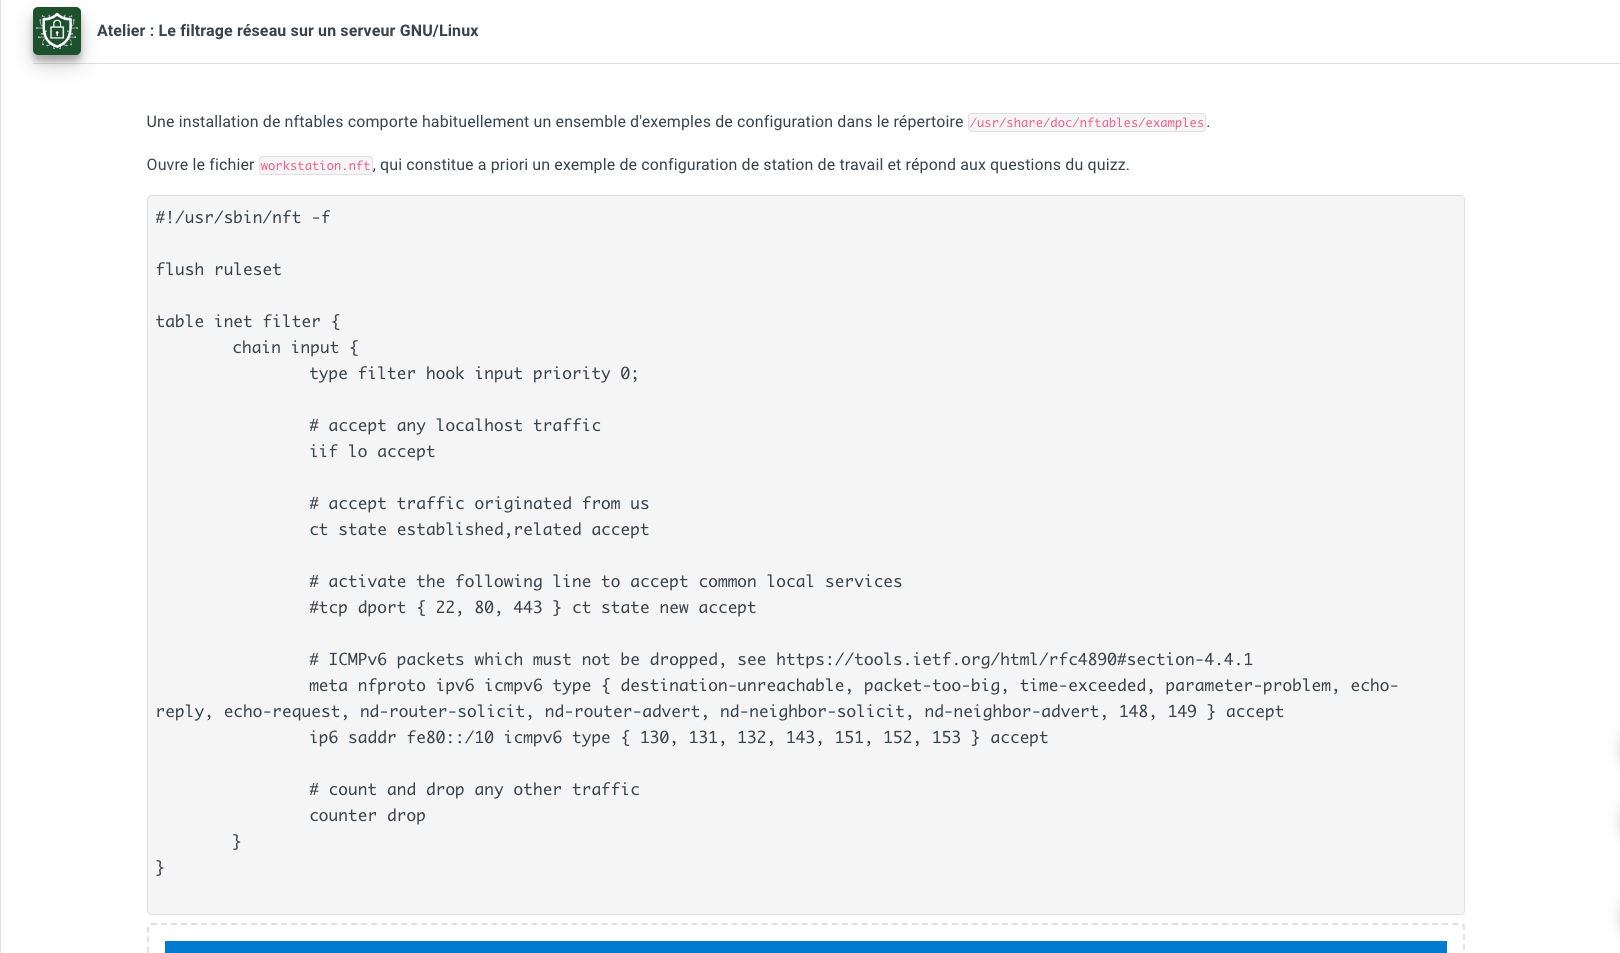 Atelier : Le filtrage réseau sur un serveur GNU/Linux
Une installation de nftables comporte habituellement un ensemble d'exemples de configuration dans le répertoire /usr/share/doc/nftables/examples.
Ouvre le fichier workstation.nft, qui constitue a priori un exemple de configuration de station de travail et répond aux questions du quizz.
#!/usr/sbin/nft -f
flush ruleset
table inet filter {
chain input {
type filter hook input priority 0;
# accept any localhost traffic
iif lo accept
# accept traffic originated from us
ct state established,related accept
# activate the following line to accept common local services
#tcp dport { 22, 80, 443 } ct state new accept
# ICMPv6 packets which must not be dropped, see https://tools.ietf.org/html/rfc4890#section-4.4.1
meta nfproto ipv6 icmpv6 type { destination-unreachable, packet-too-big, time-exceeded, parameter-problem, echo-
reply, echo-request, nd-router-solicit, nd-router-advert, nd-neighbor-solicit, nd-neighbor-advert, 148, 149 } accept
ip6 saddr fe80::/10 icmpv6 type { 130, 131, 132, 143, 151, 152, 153 } accept
# count and drop any other traffic
counter drop
}
}